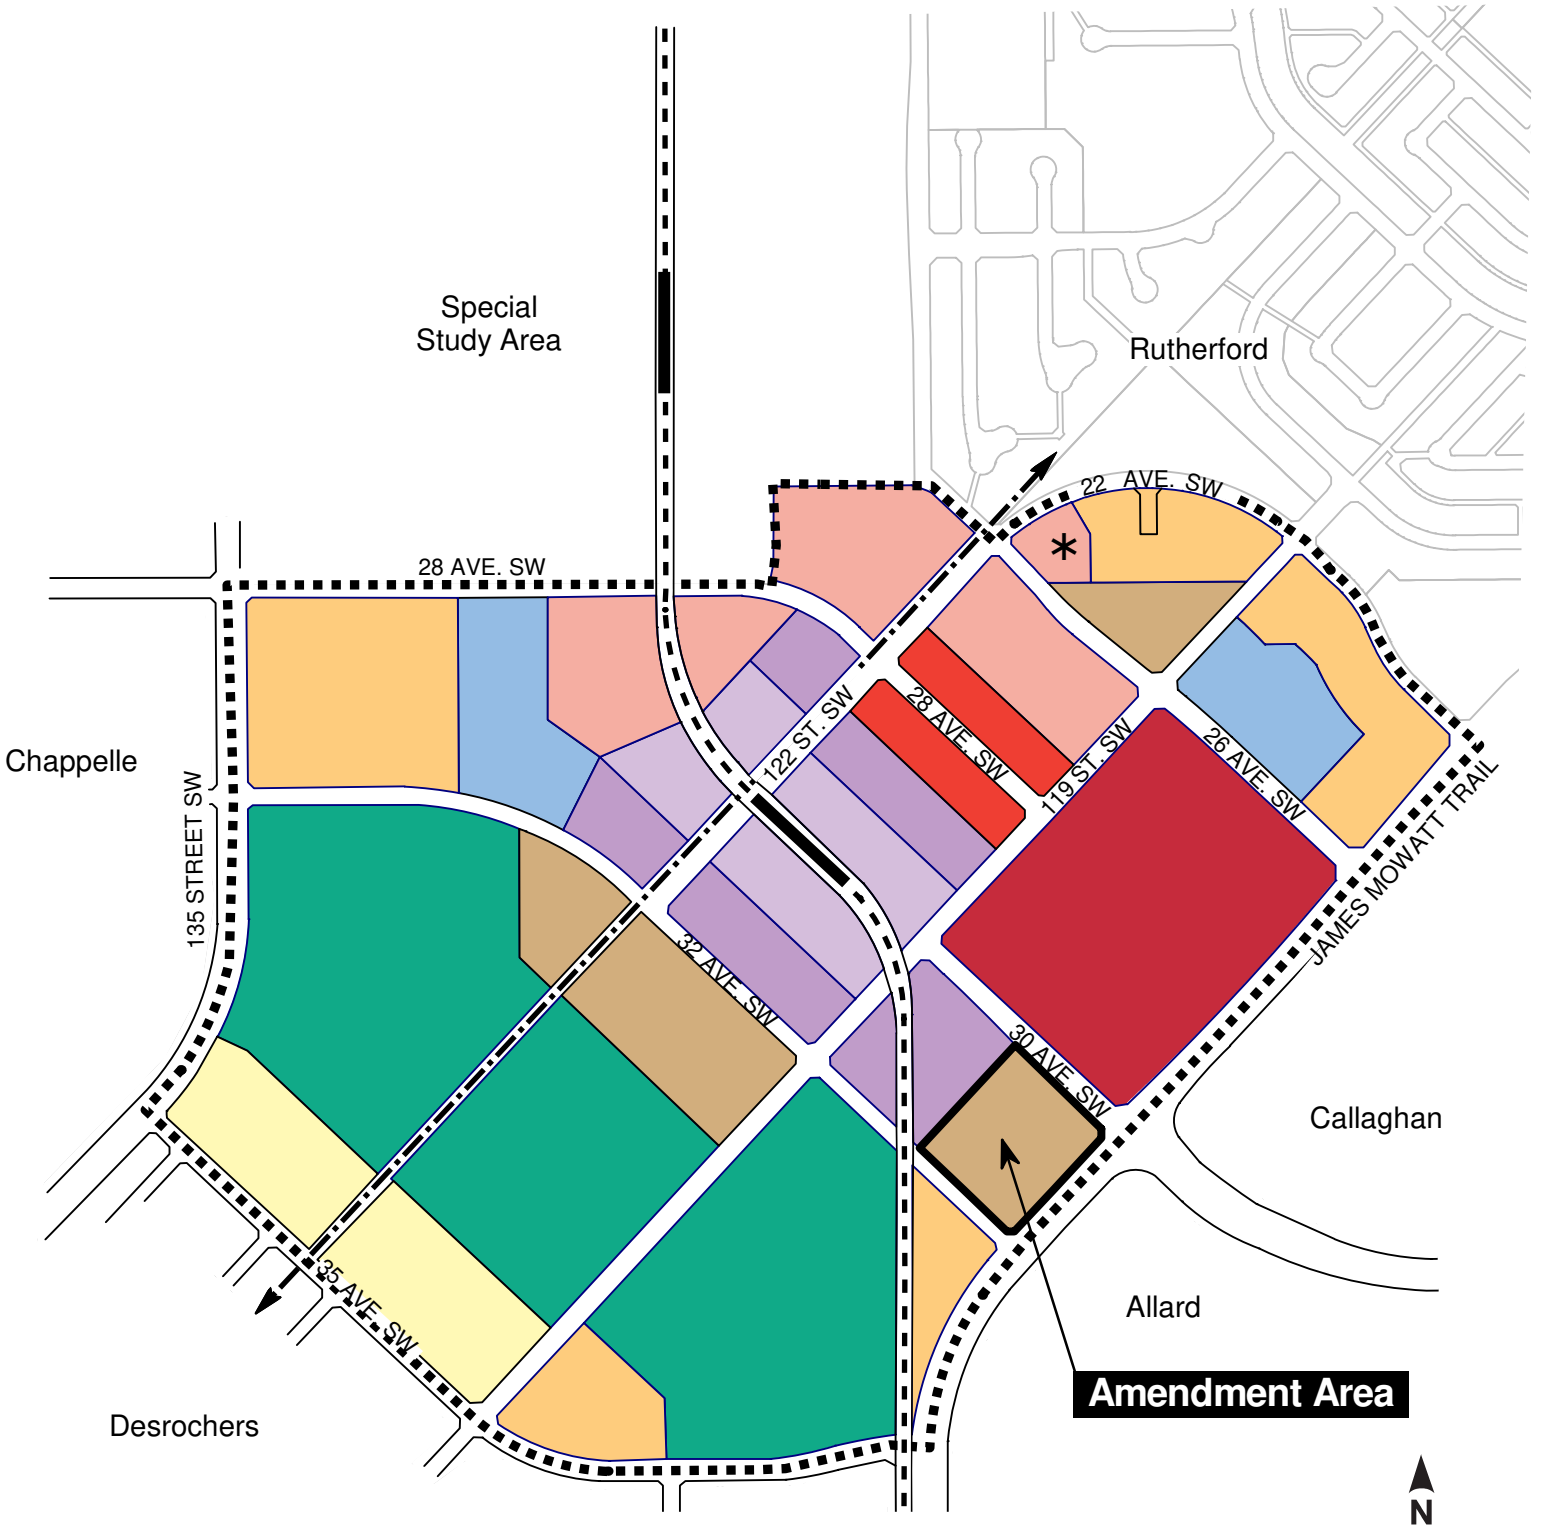 Special
Study Area
Rutherford
22 AVE. SW
28 AVE. SW
*
Chappelle
122 ST. SW
28 AVE. SW
119 ST. SW
26 AVE. SW
135 STREET SW
JAMES MOWATT TRAIL
32 AVE. SW
30 AVE. SW
Callaghan
35 AVE. SW
Allard
Amendment Area
Desrochers
N